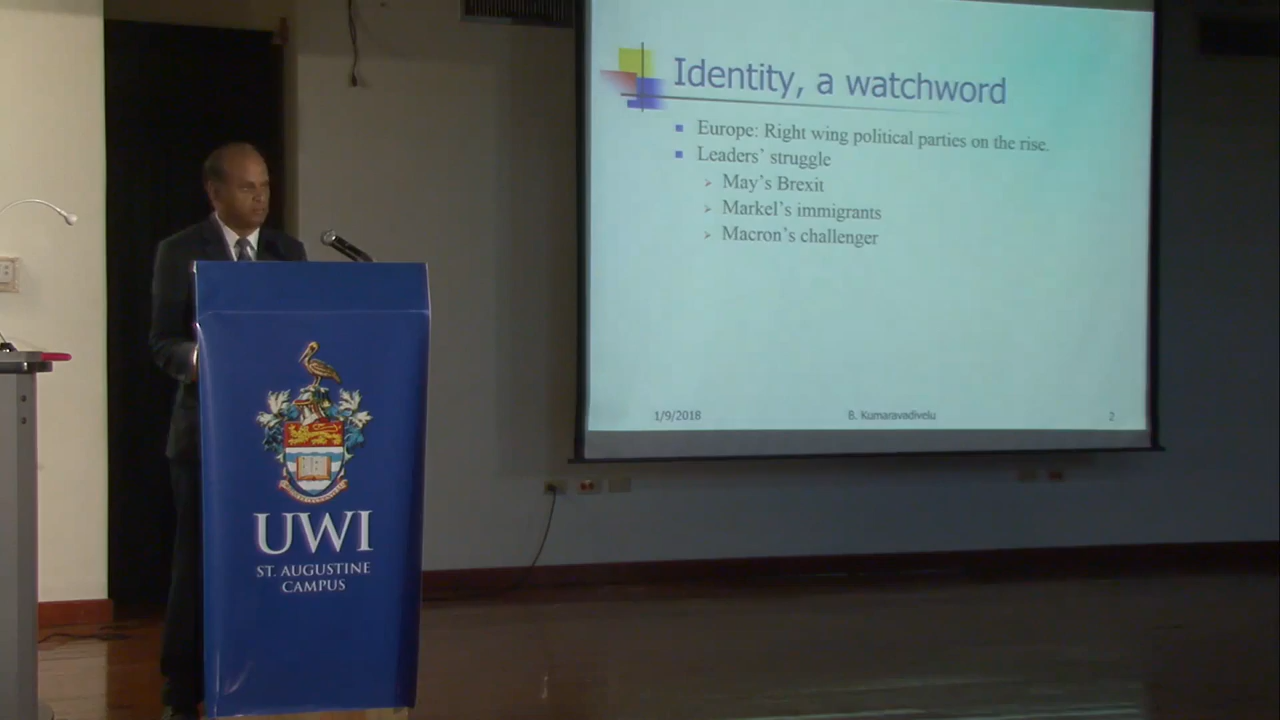 Identity, a watchword
Europe: Right wing political parties on the rise.
Leaders' struggle
May's Brexit
Markel's immigrants
Macron's challenger
1/9/2018 B. Kumaravadivelu 2
UWI
ST. AUGUSTINE
CAMPUS